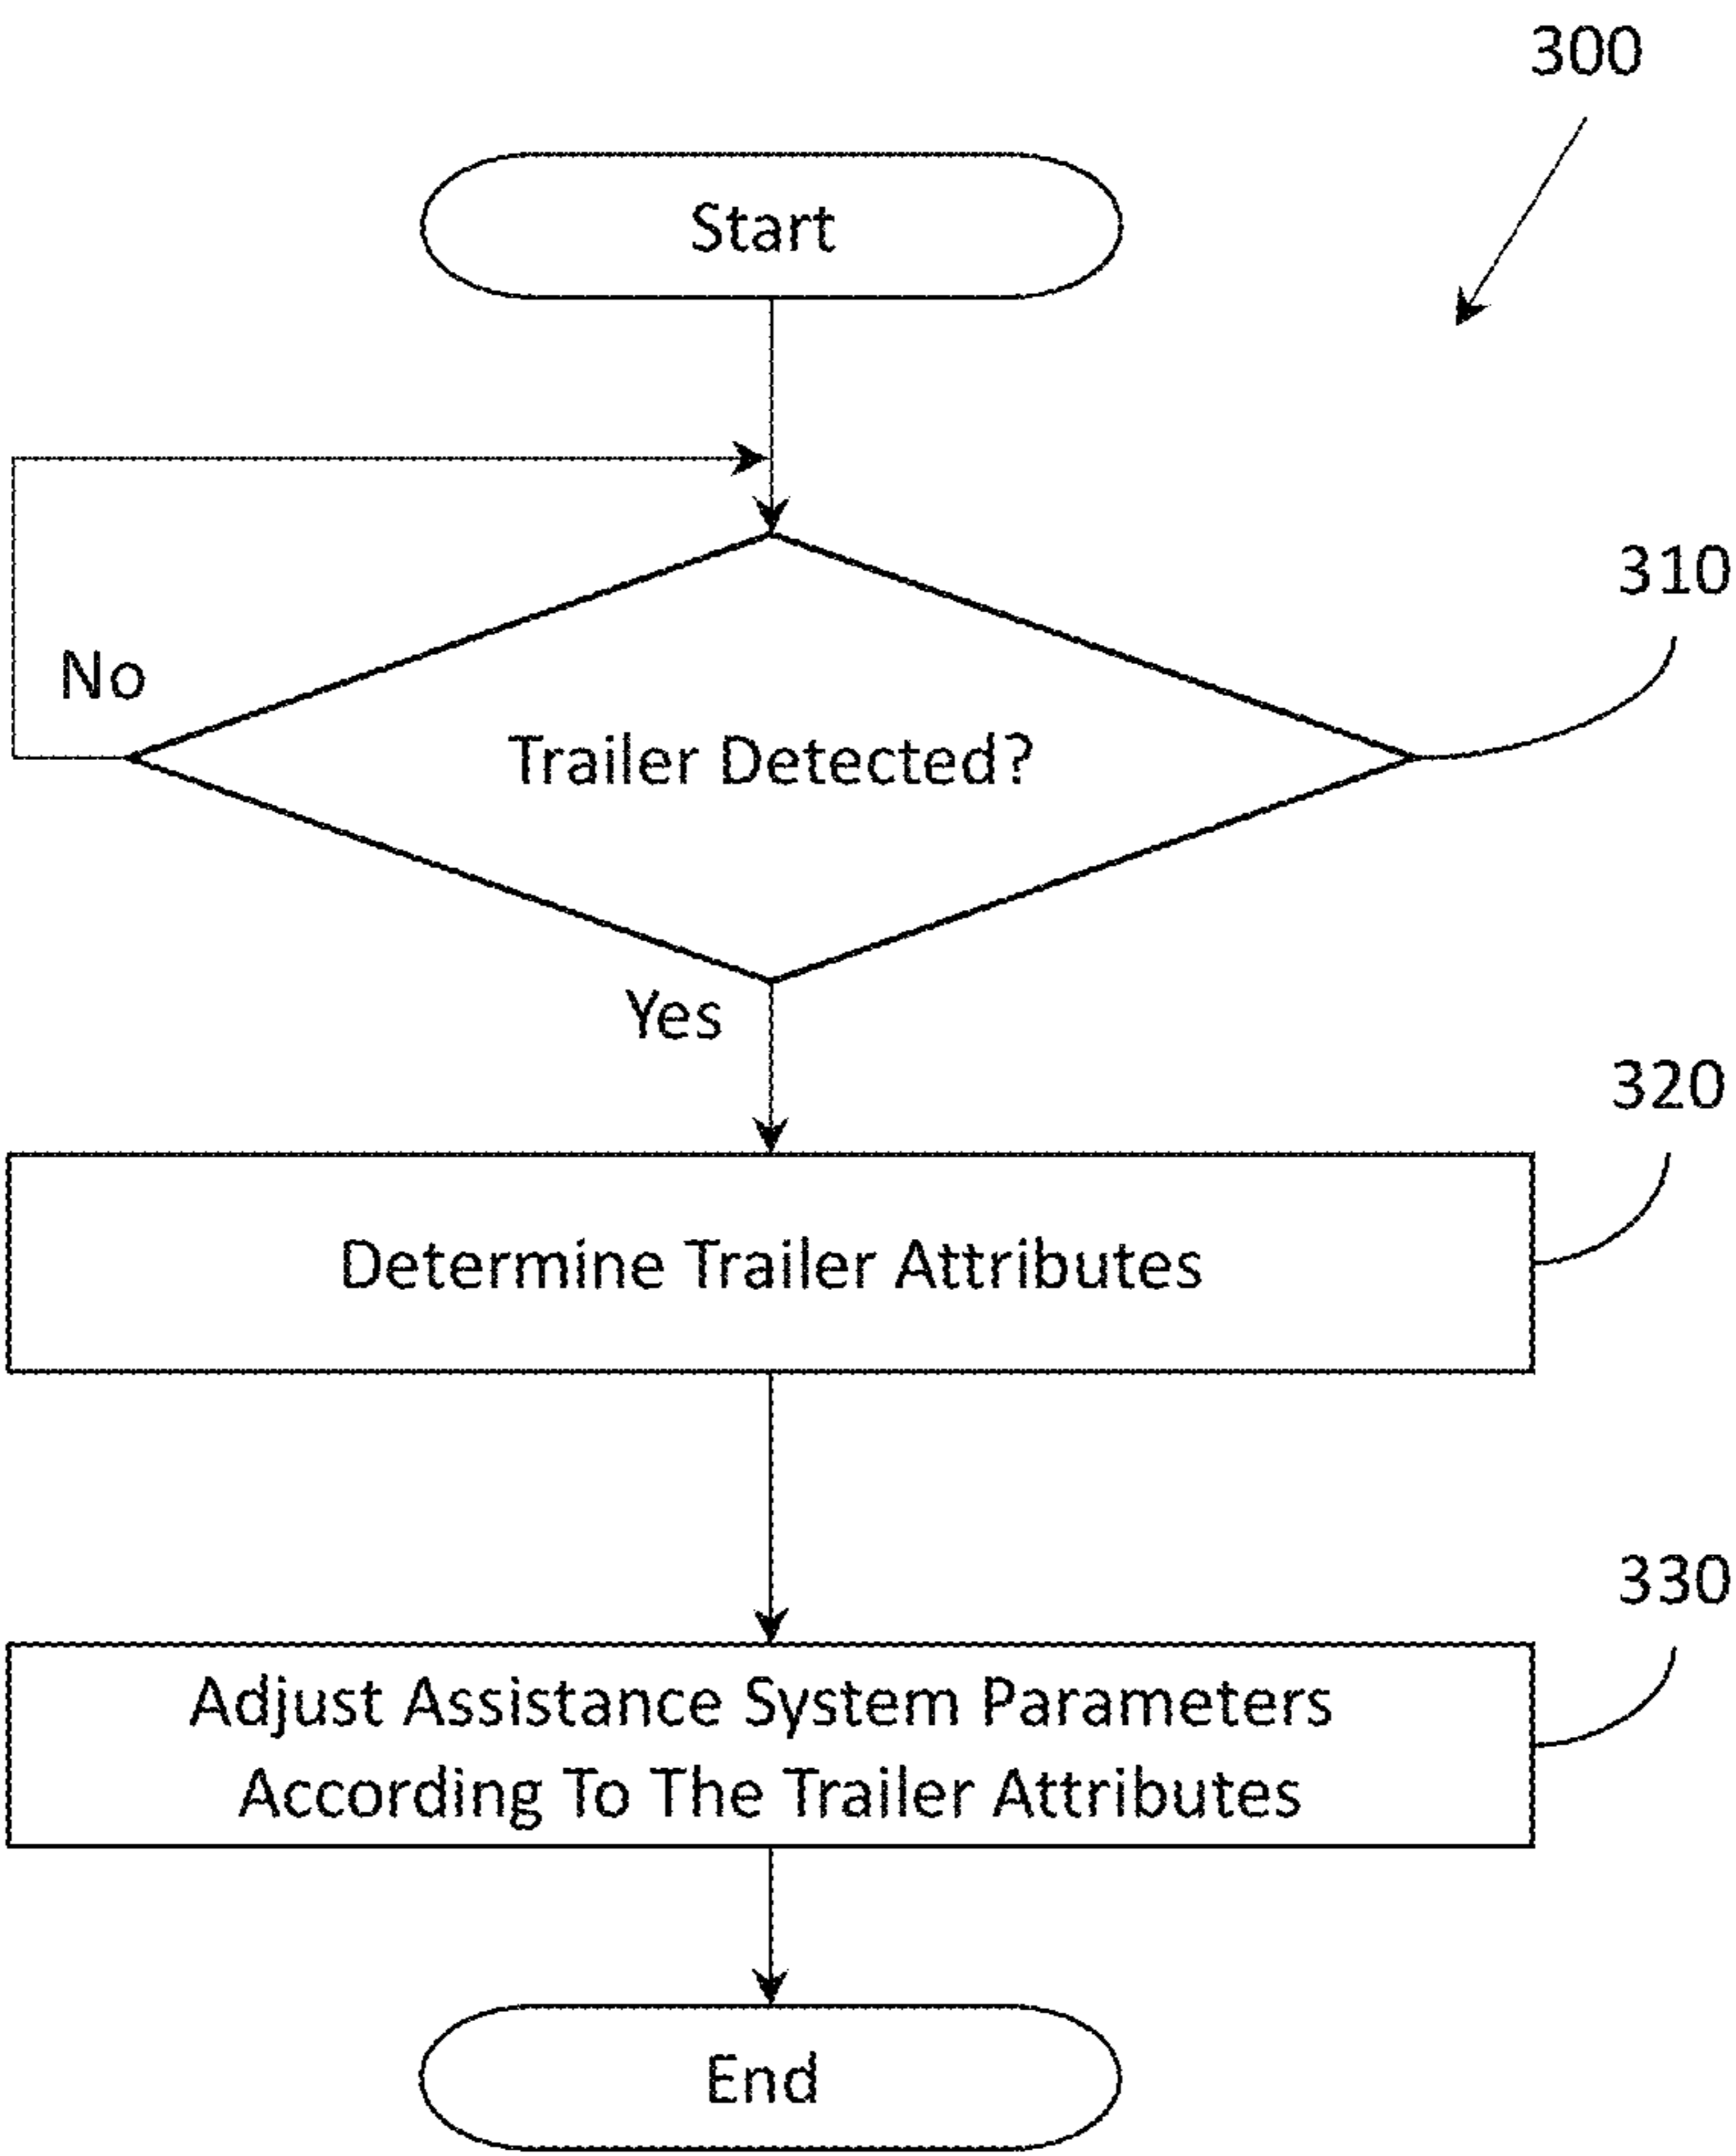 300
Start
310
No
Trailer Detected?
Yes
320
Determine Trailer Attributes
330
Adjust Assistance System Parameters
According To The Trailer Attributes
End